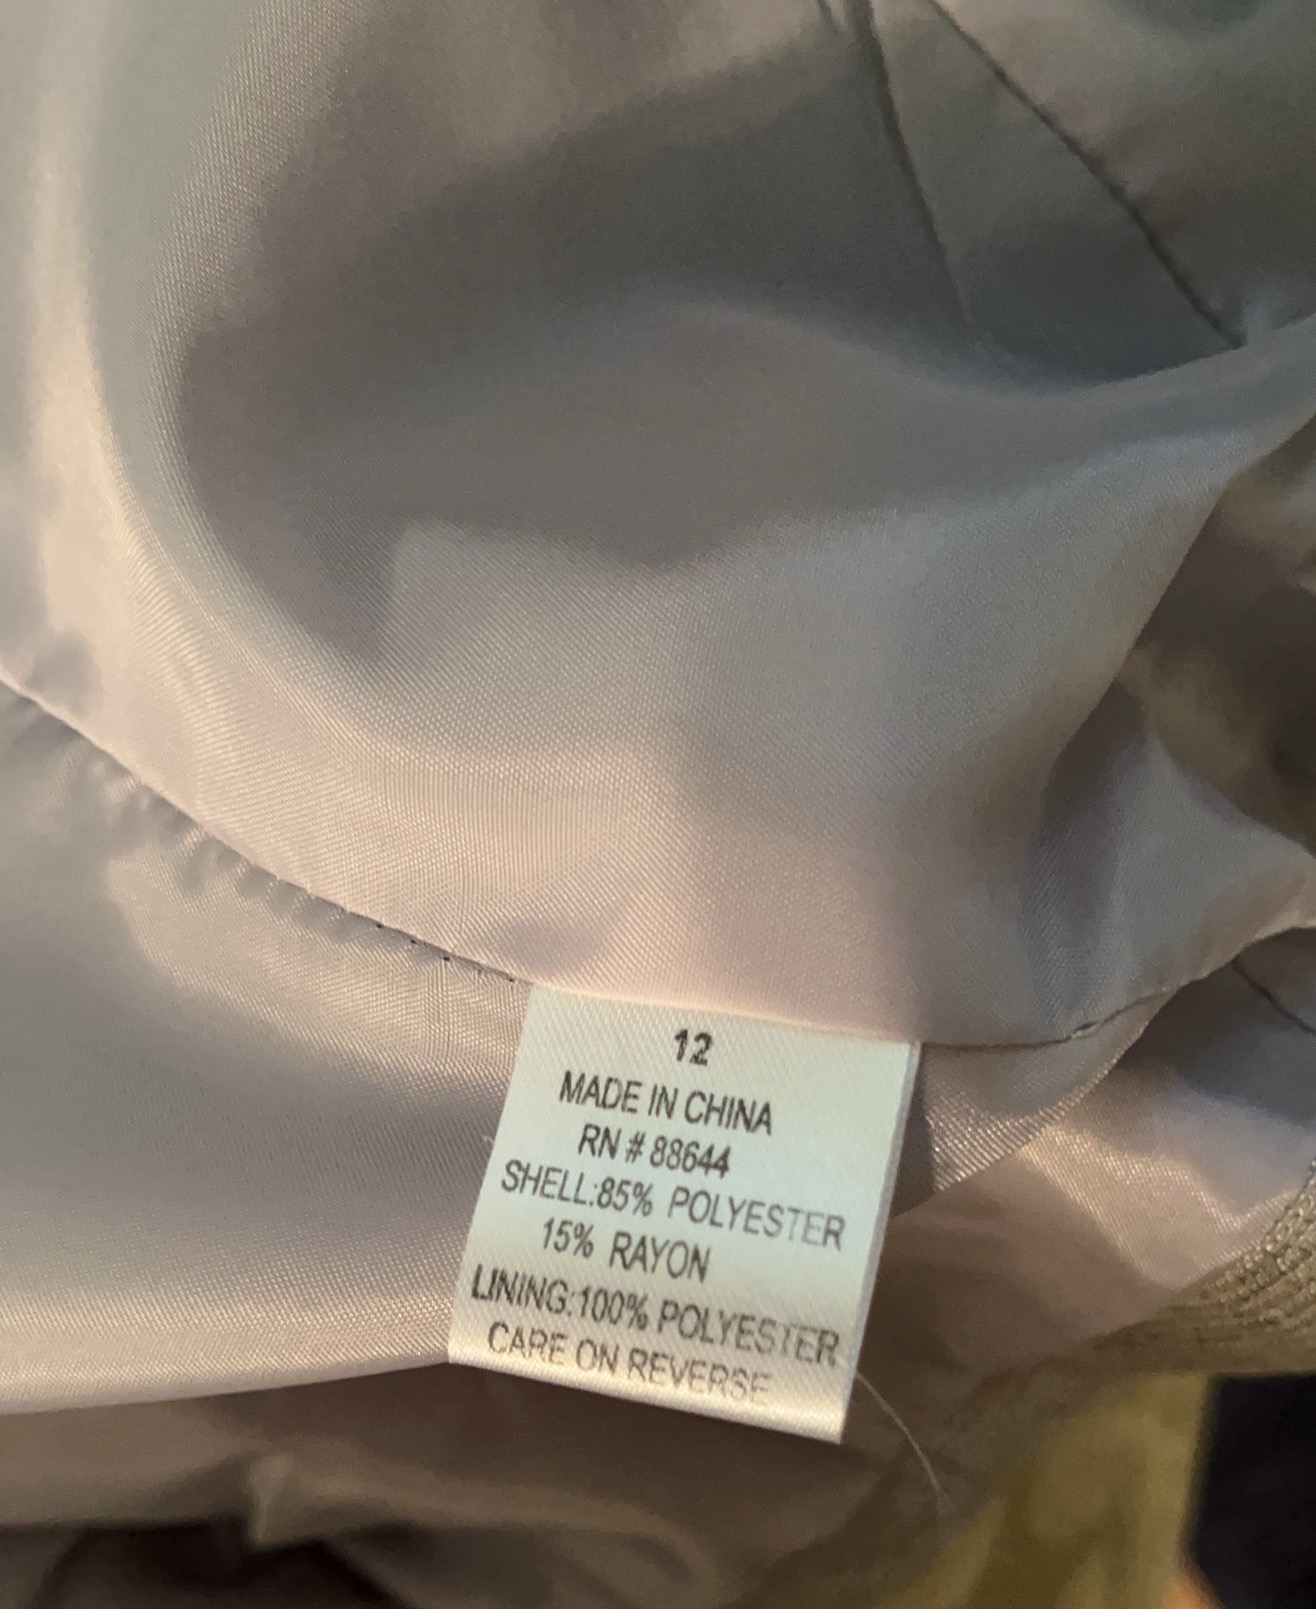 12
MADE IN CHINA
RN # 88644
SHELL:85% POLYESTER
15% RAYON
LINING:100% POLYESTER
CARE ON REVERSE